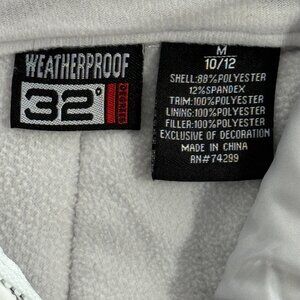 WEATHERPROOF
32°
M
10/12
SHELL:88%POLYESTER
12%SPANDEX
TRIM:100%POLYESTER
LINING:100%POLYESTER
FILLER:100%POLYESTER
EXCLUSIVE OF DECORATION
MADE IN CHINA
RN#74299